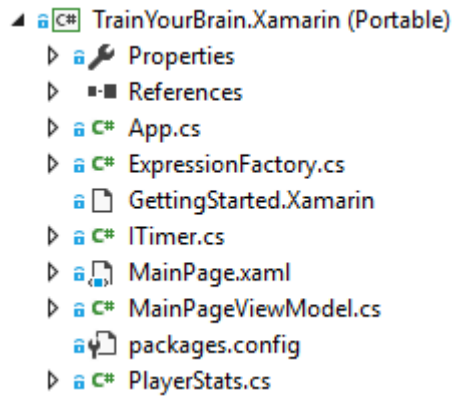 C# TrainYourBrain.Xamarin (Portable)
Properties
References
C# App.cs
C# ExpressionFactory.cs
GettingStarted.Xamarin
C# ITimer.cs
MainPage.xaml
C# MainPageViewModel.cs
packages.config
C# PlayerStats.cs